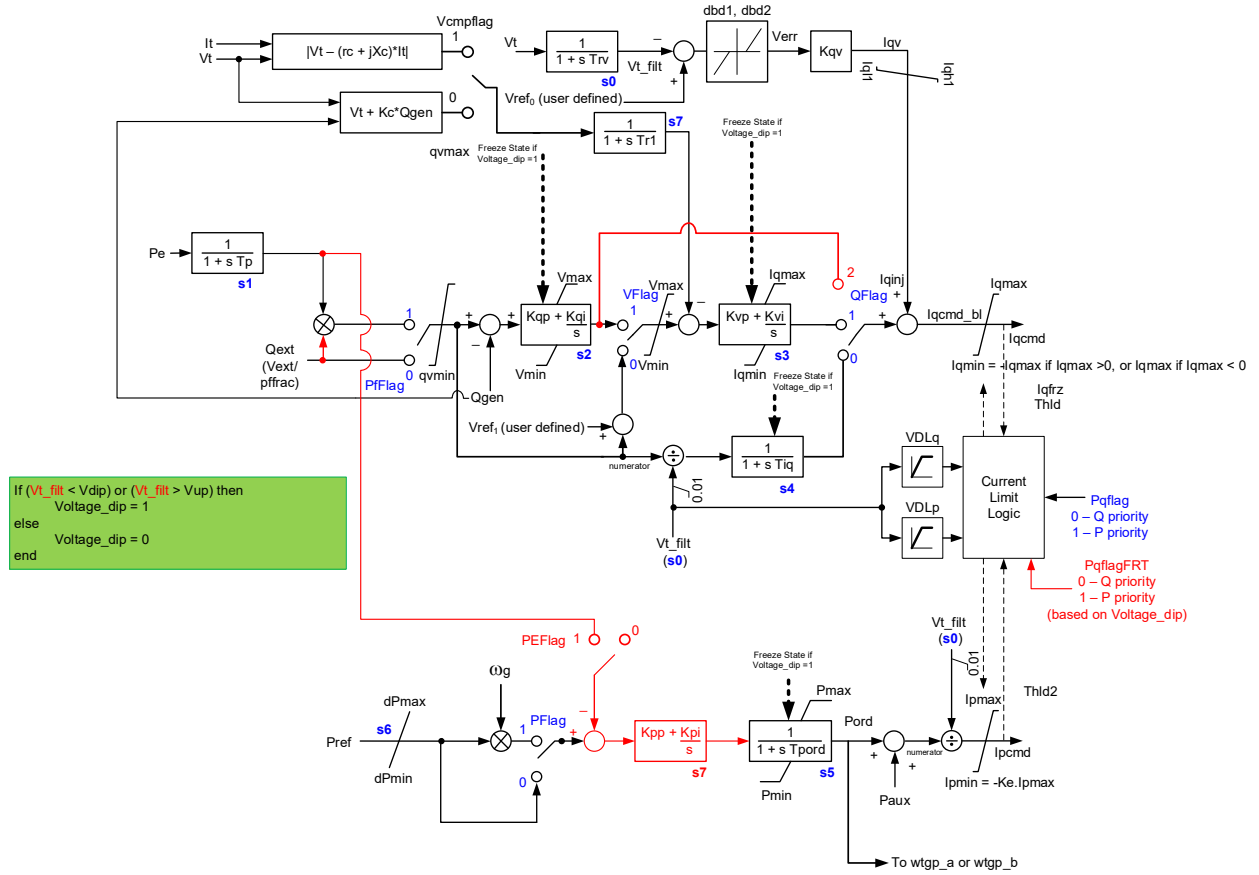 dbd1, dbd2
Vcmpflag
It
Vt
|Vt – (rc + jXc)*It|
1
Vt
1
1 + s Trv
s0
–
Vt_filt
+
Verr
Kqv
Iqv
Iql1
Iqh1
Vref0 (user defined)
Vt + Kc*Qgen
0
s7
1
1 + s Tr1
Freeze State if
Voltage_dip =1
qvmax
Freeze State if
Voltage_dip =1
Pe
1
1 + s Tp
s1
2
Vmax
VFlag
Vmax
Iqmax
QFlag
Iqinj
+
Iqmax
1
+
+
Kqp + Kqi
s
s2
1
+
–
Kvp + Kvi
s
s3
1
+
Iqcmd_bl
Iqcmd
Qext
(Vext/
pffrac)
0
PfFlag
qvmin
–
Vmin
0
Vmin
Iqmin
0
Iqmin = -Iqmax if Iqmax >0, or Iqmax if Iqmax < 0
Freeze State if
Voltage_dip =1
Qgen
Iqfrz
Thld
Vref1 (user defined)
+
+
numerator
÷
1
1 + s Tiq
s4
0.01
VDLq
VDLp
Current
Limit
Logic
Pqflag
0 – Q priority
1 – P priority
PqflagFRT
0 – Q priority
1 – P priority
(based on Voltage_dip)
If (Vt_filt < Vdip) or (Vt_filt > Vup) then
Voltage_dip = 1
else
Voltage_dip = 0
end
Vt_filt
(s0)
Vt_filt
(s0)
0.01
PEFlag
1
0
Freeze State if
Voltage_dip =1
ωg
dPmax
s6
Pref
dPmin
PFlag
1
0
–
+
Kpp + Kpi
s
s7
Pmax
1
1 + s Tpord
s5
Pmin
Pord
+
+
Paux
numerator
÷
Ipmax
Thld2
Ipcmd
Ipmin = -Ke.Ipmax
To wtgp_a or wtgp_b